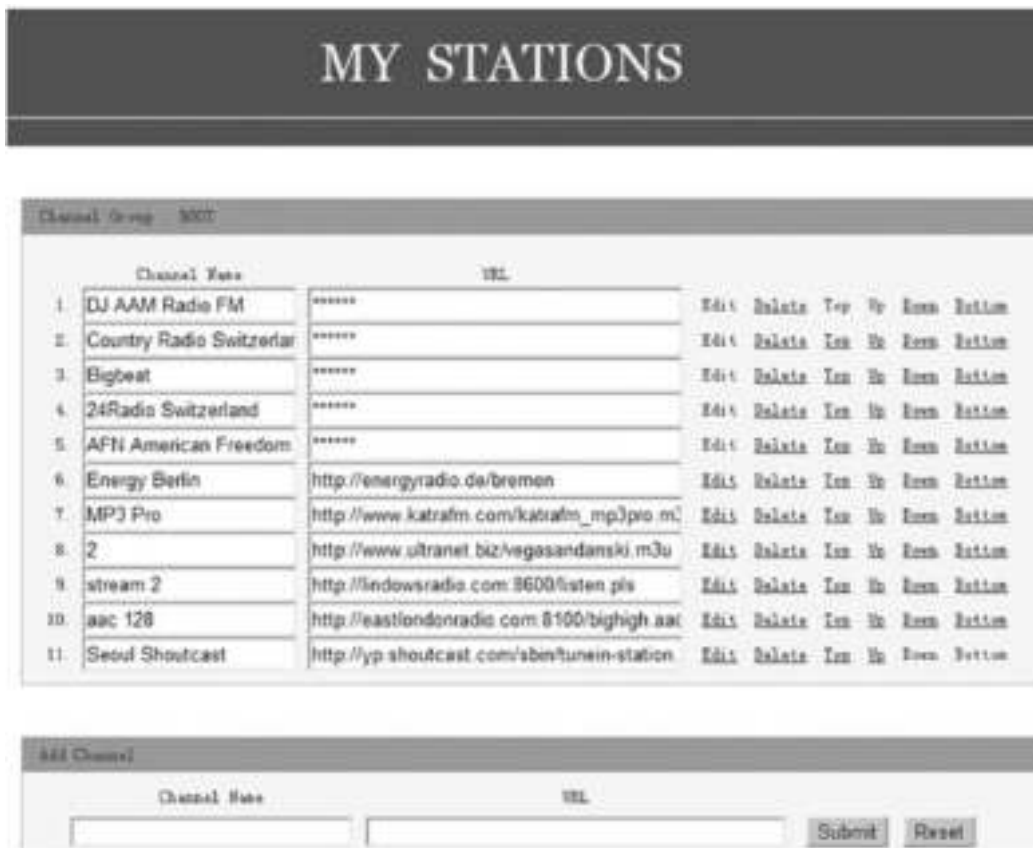 MY STATIONS
Channel Group ROOT
Channel Name URL
1. DJ AAM Radio FM ****** Edit Delete Top Up Down Bottom
2. Country Radio Switzerlar ****** Edit Delete Top Up Down Bottom
3. Bigbeat ****** Edit Delete Top Up Down Bottom
4. 24Radio Switzerland ****** Edit Delete Top Up Down Bottom
5. AFN American Freedom ****** Edit Delete Top Up Down Bottom
6. Energy Berlin http://energyradio.de/bremen Edit Delete Top Up Down Bottom
7. MP3 Pro http://www.katrafm.com/katrafm_mp3pro.m3 Edit Delete Top Up Down Bottom
8. 2 http://www.ultranet.biz/vegasandanski.m3u Edit Delete Top Up Down Bottom
9. stream 2 http://lindowsradio.com:8600/listen.pls Edit Delete Top Up Down Bottom
10. aac 128 http://eastlondonradio.com:8100/bighigh.aac Edit Delete Top Up Down Bottom
11. Seoul Shoutcast http://yp.shoutcast.com/sbin/tunein-station. Edit Delete Top Up Down Bottom
Add Channel
Channel Name URL
Submit Reset